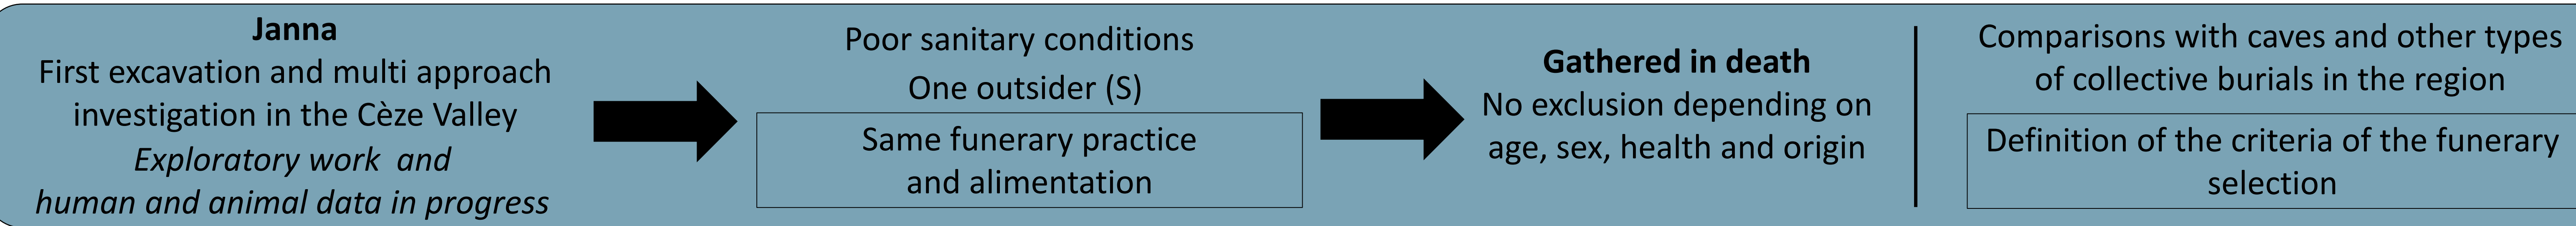 Janna
First excavation and multi approach
investigation in the Cèze Valley
Exploratory work and
human and animal data in progress
Poor sanitary conditions
One outsider (S)
Same funerary practice
and alimentation
Gathered in death
No exclusion depending on
age, sex, health and origin
Comparisons with caves and other types
of collective burials in the region
Definition of the criteria of the funerary
selection